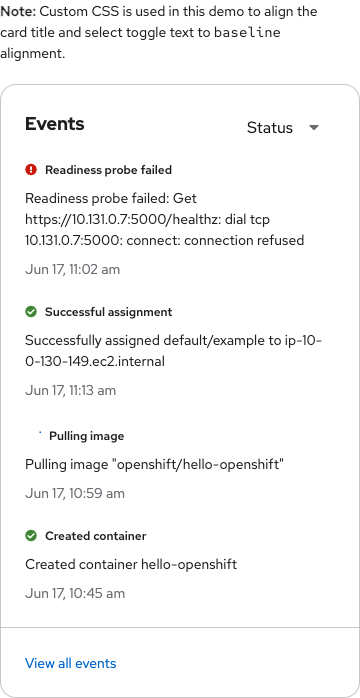 Note: Custom CSS is used in this demo to align the
card title and select toggle text to baseline
alignment.
Events
Status
Readiness probe failed
Readiness probe failed: Get
https://10.131.0.7:5000/healthz: dial tcp
10.131.0.7:5000: connect: connection refused
Jun 17, 11:02 am
Successful assignment
Successfully assigned default/example to ip-10-
0-130-149.ec2.internal
Jun 17, 11:13 am
Pulling image
Pulling image "openshift/hello-openshift"
Jun 17, 10:59 am
Created container
Created container hello-openshift
Jun 17, 10:45 am
View all events